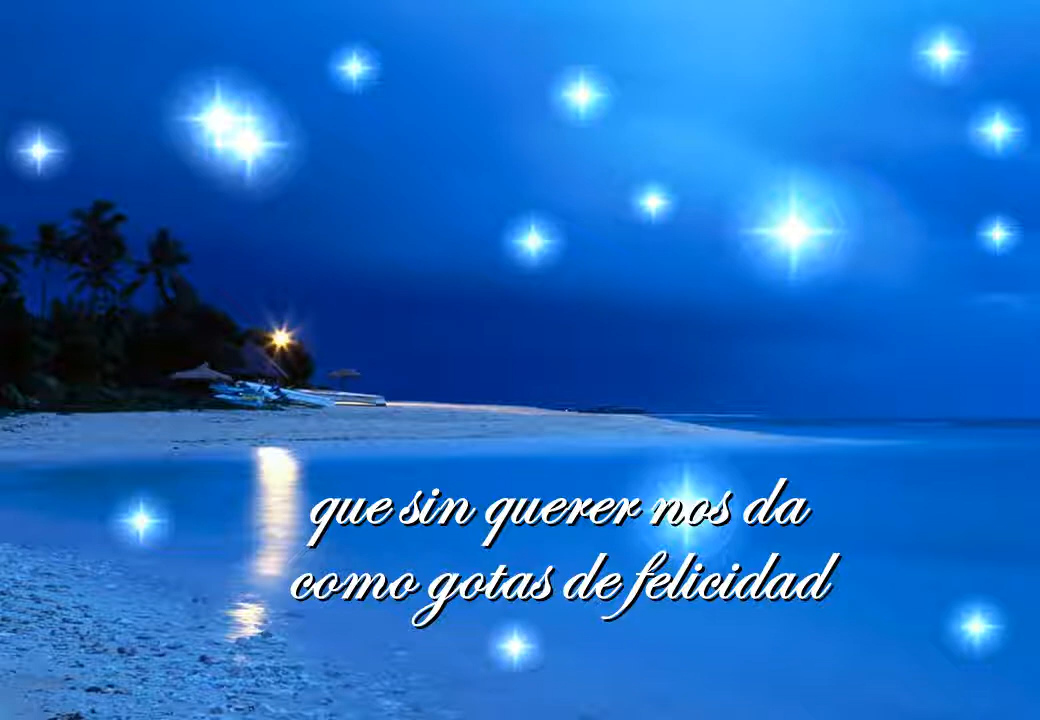 que sin querer nos da
como gotas de felicidad